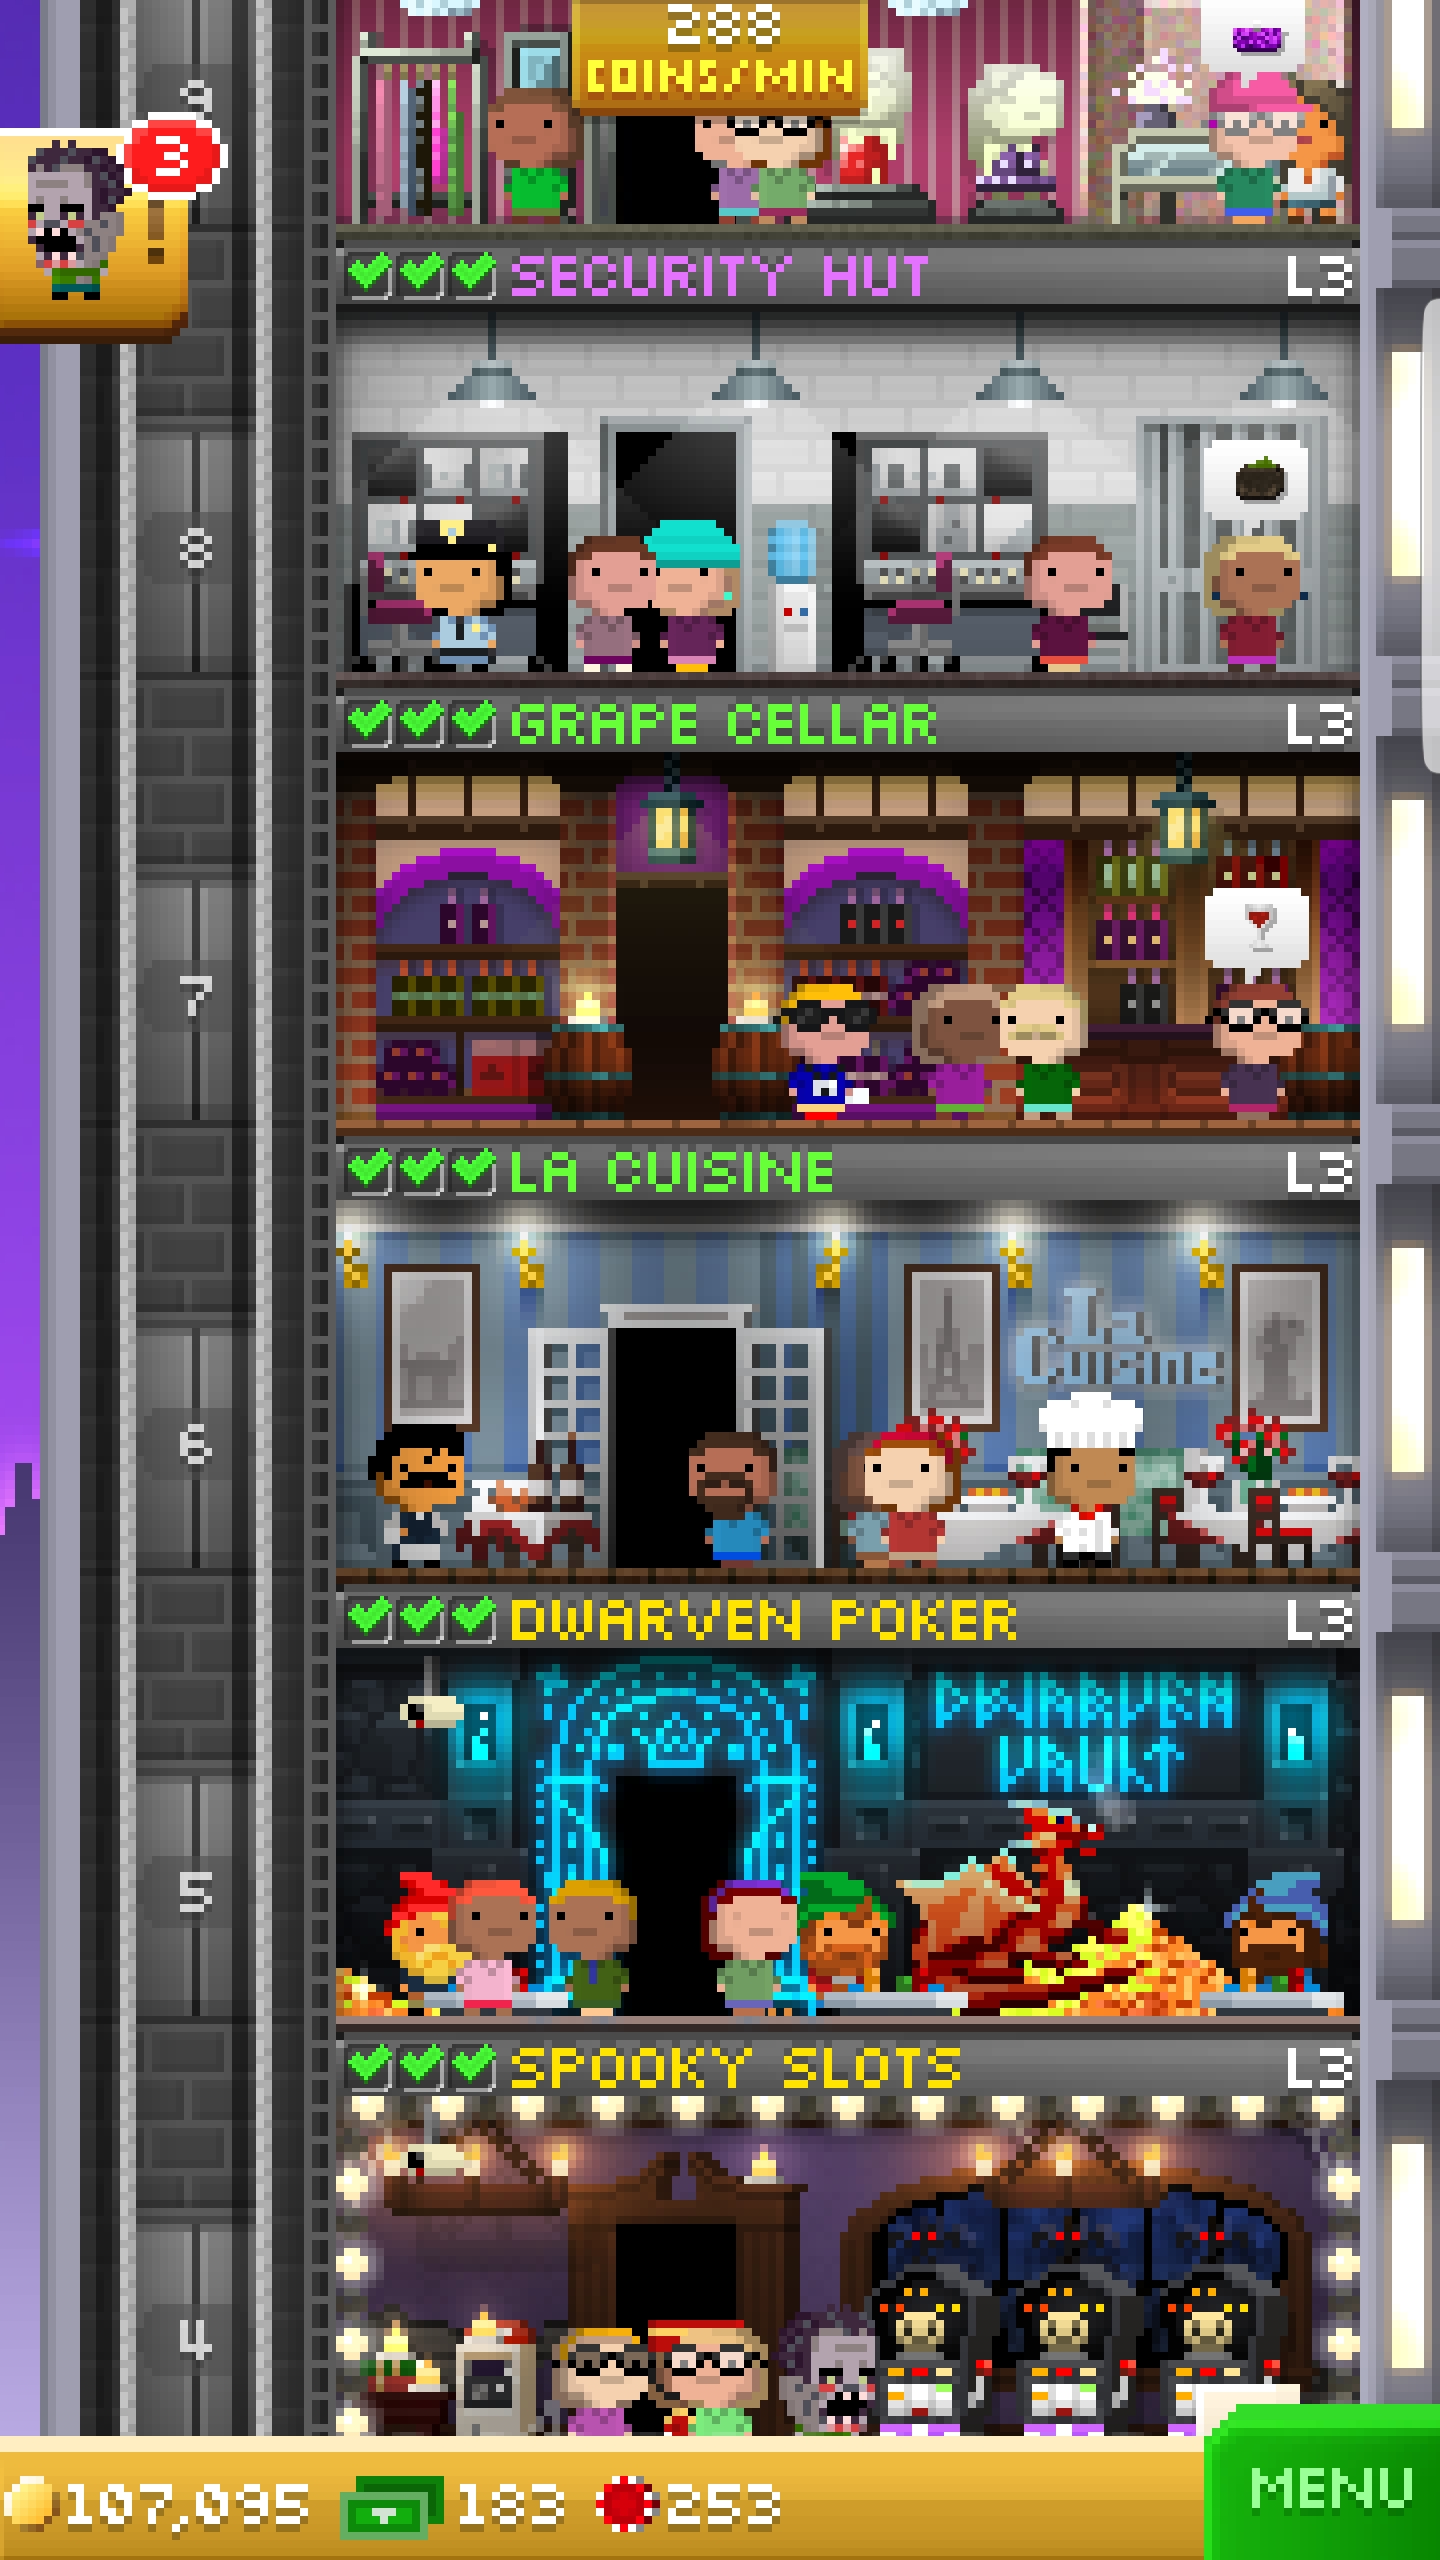 288
COINS/MIN
9
3
!
SECURITY HUT L3
8
GRAPE CELLAR L3
7
LA CUISINE L3
La
Cuisine
6
DWARVEN POKER L3
DWARVEN
VAULT
5
SPOOKY SLOTS L3
4
107,095 183 253
MENU